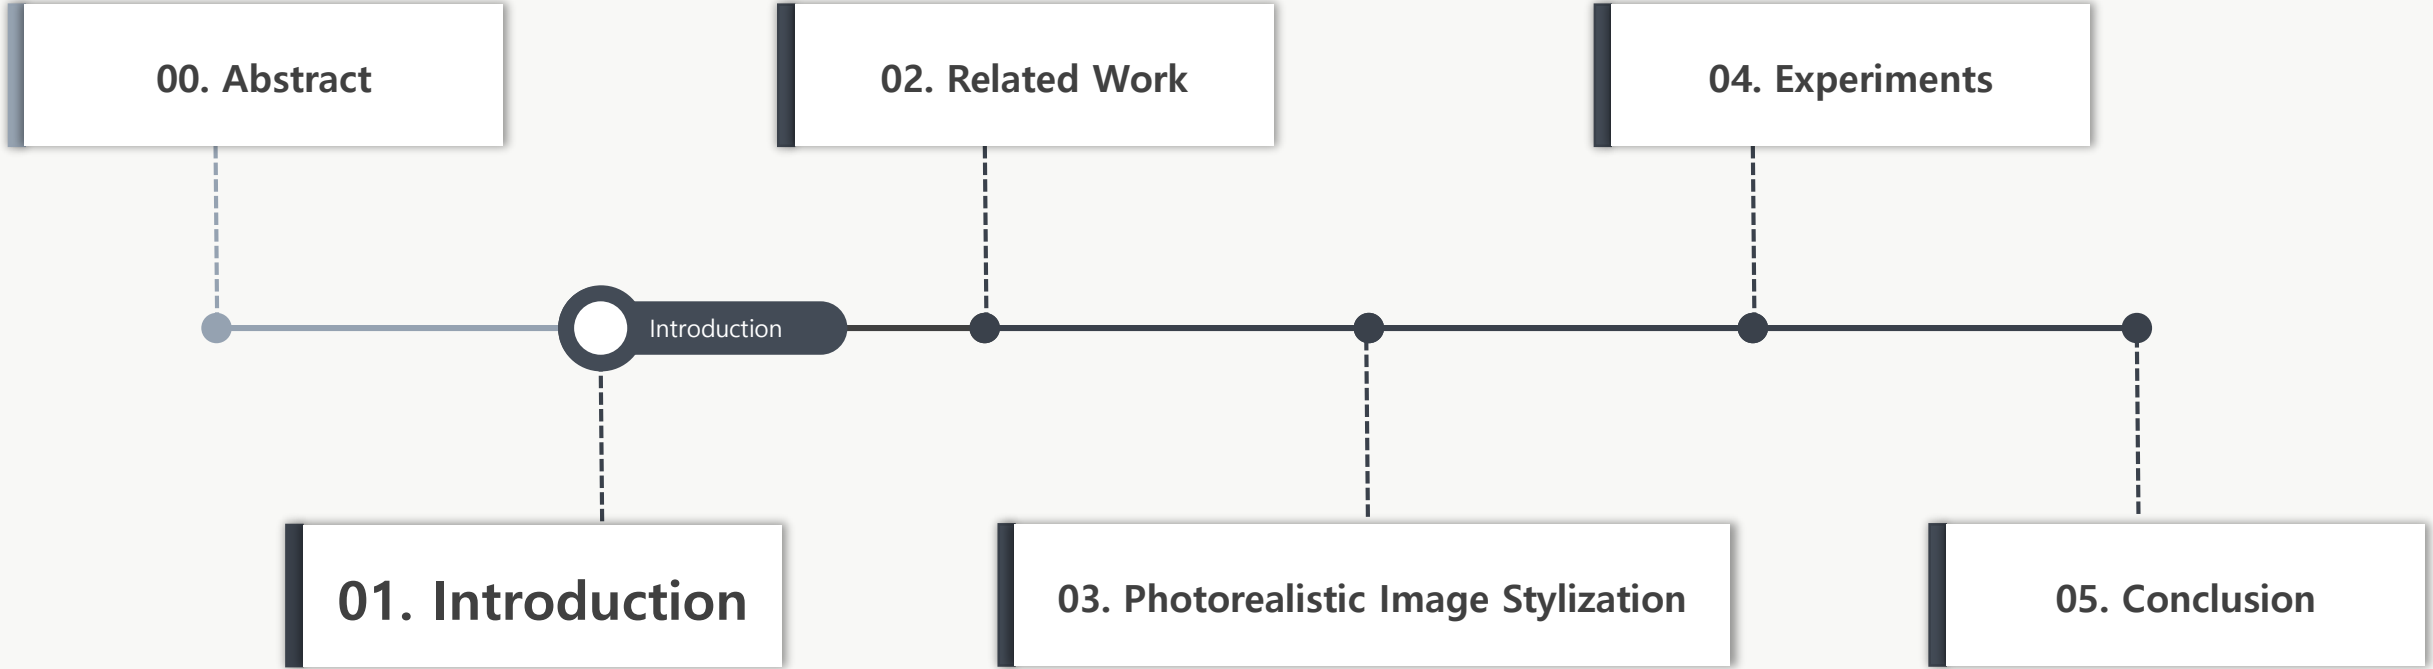 00. Abstract
02. Related Work
04. Experiments
Introduction
01. Introduction
03. Photorealistic Image Stylization
05. Conclusion